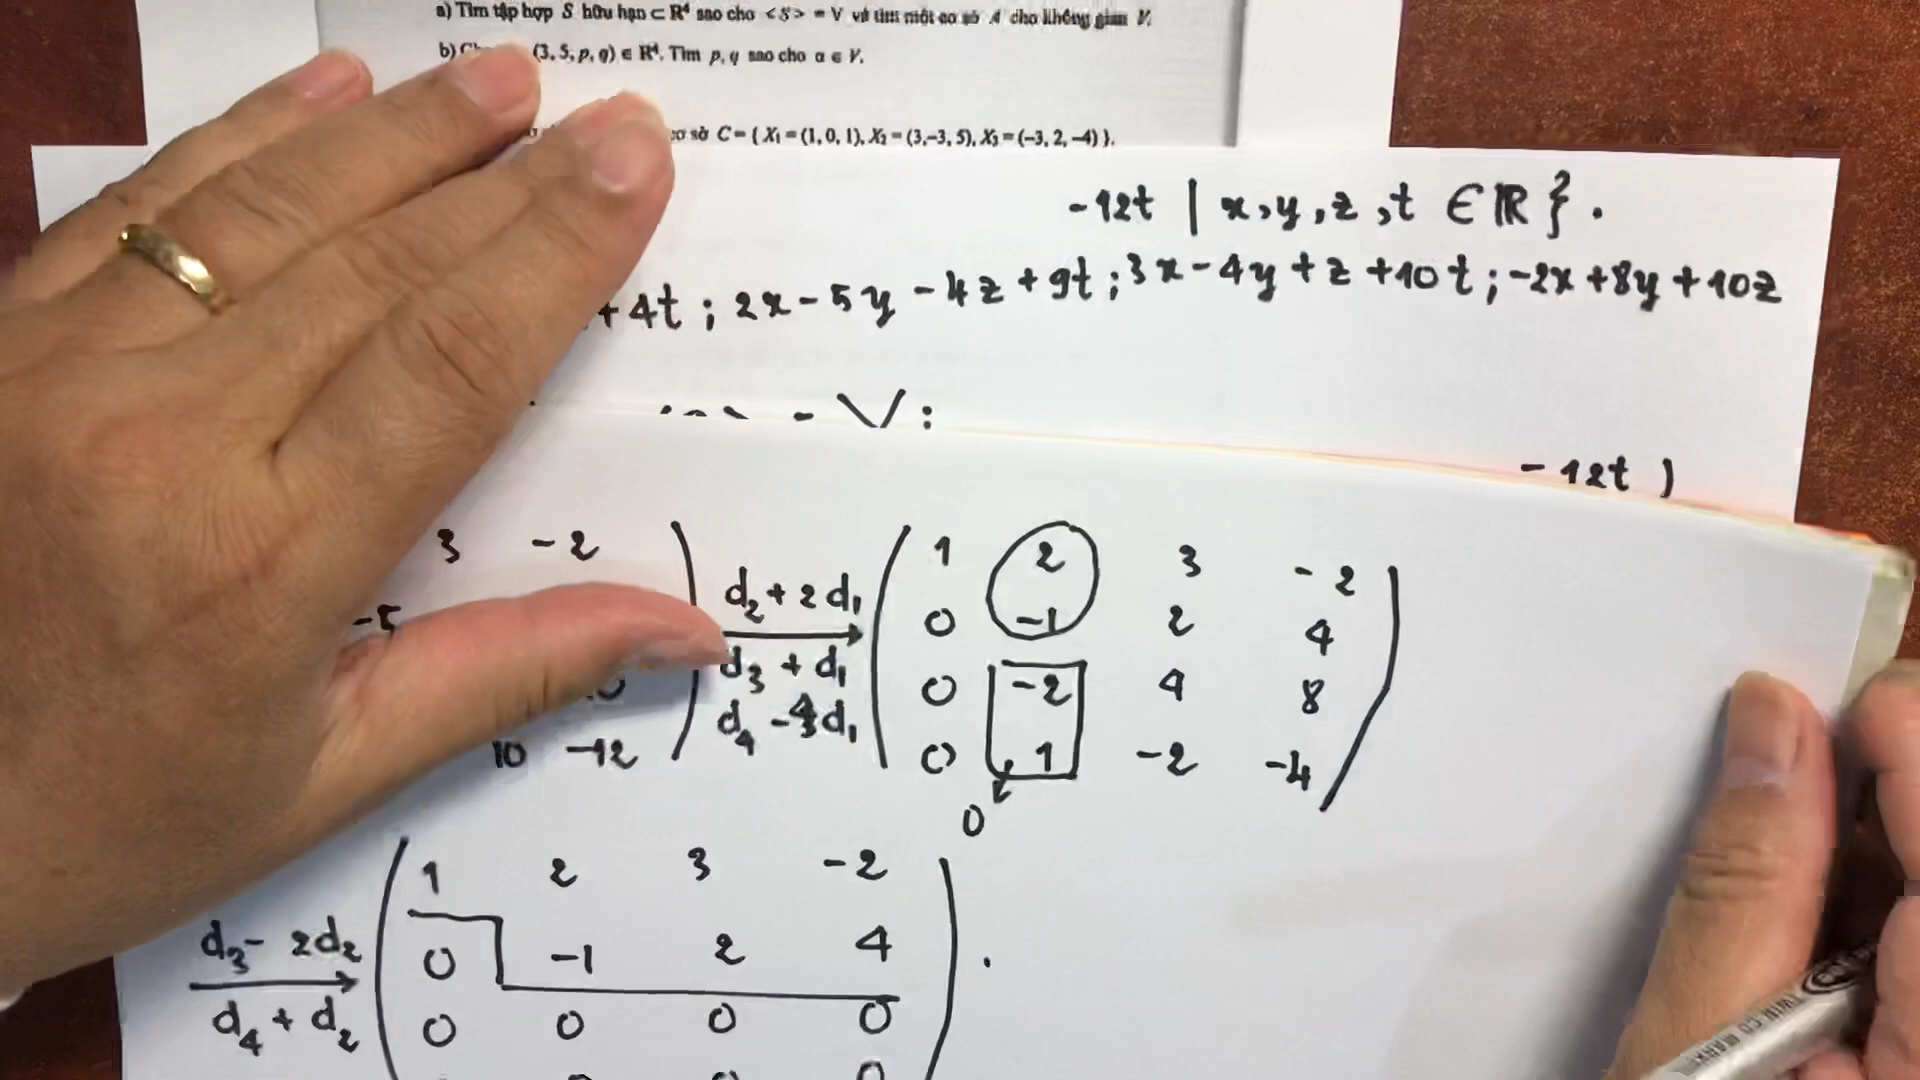 a) Tìm tập hợp S hữu hạn ⊂ R⁴ sao cho <S> = V và tìm một cơ sở A cho không gian V.
b) (3, 5, p, q) ∈ R⁴. Tìm p, q sao cho α ∈ V.
cơ sở C = { X₁ = (1, 0, 1), X₂ = (3,–3, 5), X₃ = (–3, 2, –4) }.
-12t | x,y,z,t ∈ ℝ }.
+4t ; 2x - 5y - 4z + 9t ; 3x - 4y + z + 10t ; -2x + 8y + 10z
- V :
-12t )
3 -2 ) d₂ + 2d₁ ( 1 2 3 -2 )
-5 0 -1 2 4
d₃ + d₁ 0 -2 4 8
10 -12 d₄ - 4d₁ 0 1 -2 -4
0
( 1 2 3 -2 )
d₃ - 2d₂ 0 -1 2 4 .
d₄ + d₂ 0 0 0 0